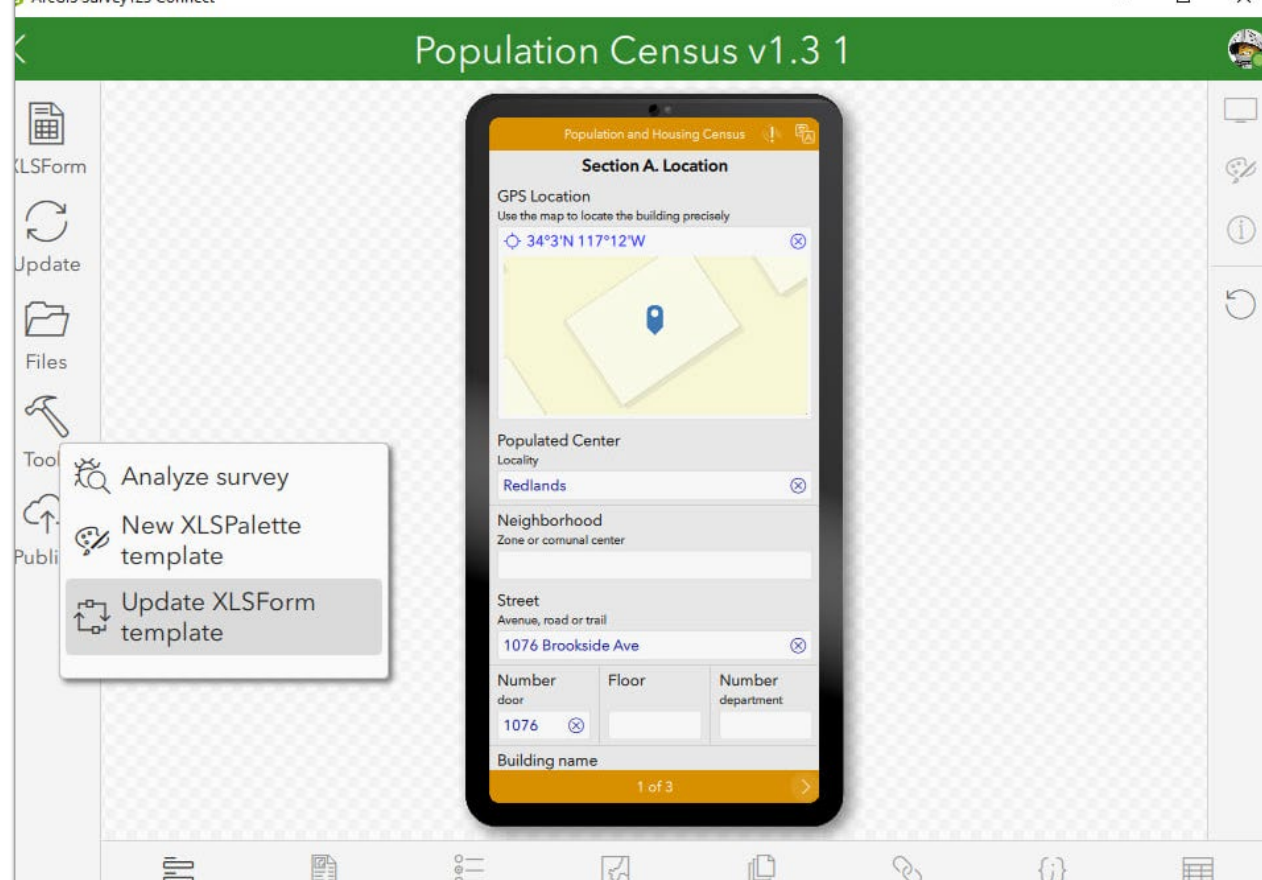 ArcGIS Survey123 Connect
Population Census v1.3 1
XLSForm
Update
Files
Tool
Publi
Analyze survey
New XLSPalette
template
Update XLSForm
template
Population and Housing Census
Section A. Location
GPS Location
Use the map to locate the building precisely
34°3'N 117°12'W
Populated Center
Locality
Redlands
Neighborhood
Zone or comunal center
Street
Avenue, road or trail
1076 Brookside Ave
Number Floor Number
door department
1076
Building name
1 of 3